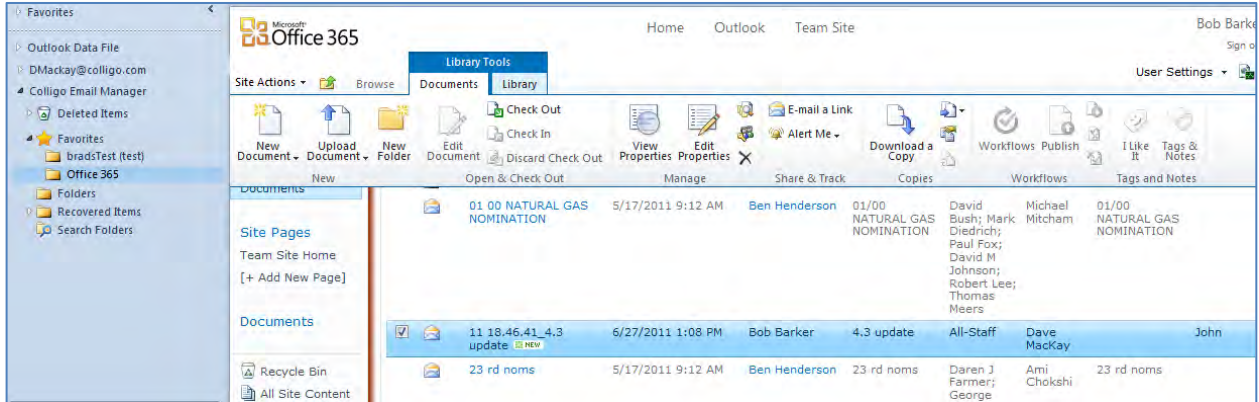 Favorites
Outlook Data File
DMackay@colligo.com
Colligo Email Manager
Deleted Items
Favorites
bradsTest (test)
Office 365
Folders
Recovered Items
Search Folders
Microsoft
Office 365
Home Outlook Team Site
Bob Barke
Sign o
Library Tools
User Settings
Site Actions Browse Documents Library
New Document
Upload Document
New Folder
New
Edit Document
Check Out
Check In
Discard Check Out
Open & Check Out
View Properties
Edit Properties
Manage
E-mail a Link
Alert Me
Share & Track
Download a Copy
Copies
Workflows
Publish
Workflows
I Like It
Tags & Notes
Tags and Notes
Documents
Site Pages
Team Site Home
[+ Add New Page]
Documents
Recycle Bin
All Site Content
01 00 NATURAL GAS NOMINATION
5/17/2011 9:12 AM
Ben Henderson
01/00 NATURAL GAS NOMINATION
David Bush; Mark Diedrich; Paul Fox; David M Johnson; Robert Lee; Thomas Meers
Michael Mitcham
01/00 NATURAL GAS NOMINATION
11 18.46.41_4.3 update NEW
6/27/2011 1:08 PM
Bob Barker
4.3 update
All-Staff
Dave MacKay
John
23 rd noms
5/17/2011 9:12 AM
Ben Henderson
23 rd noms
Daren J Farmer; George
Ami Chokshi
23 rd noms